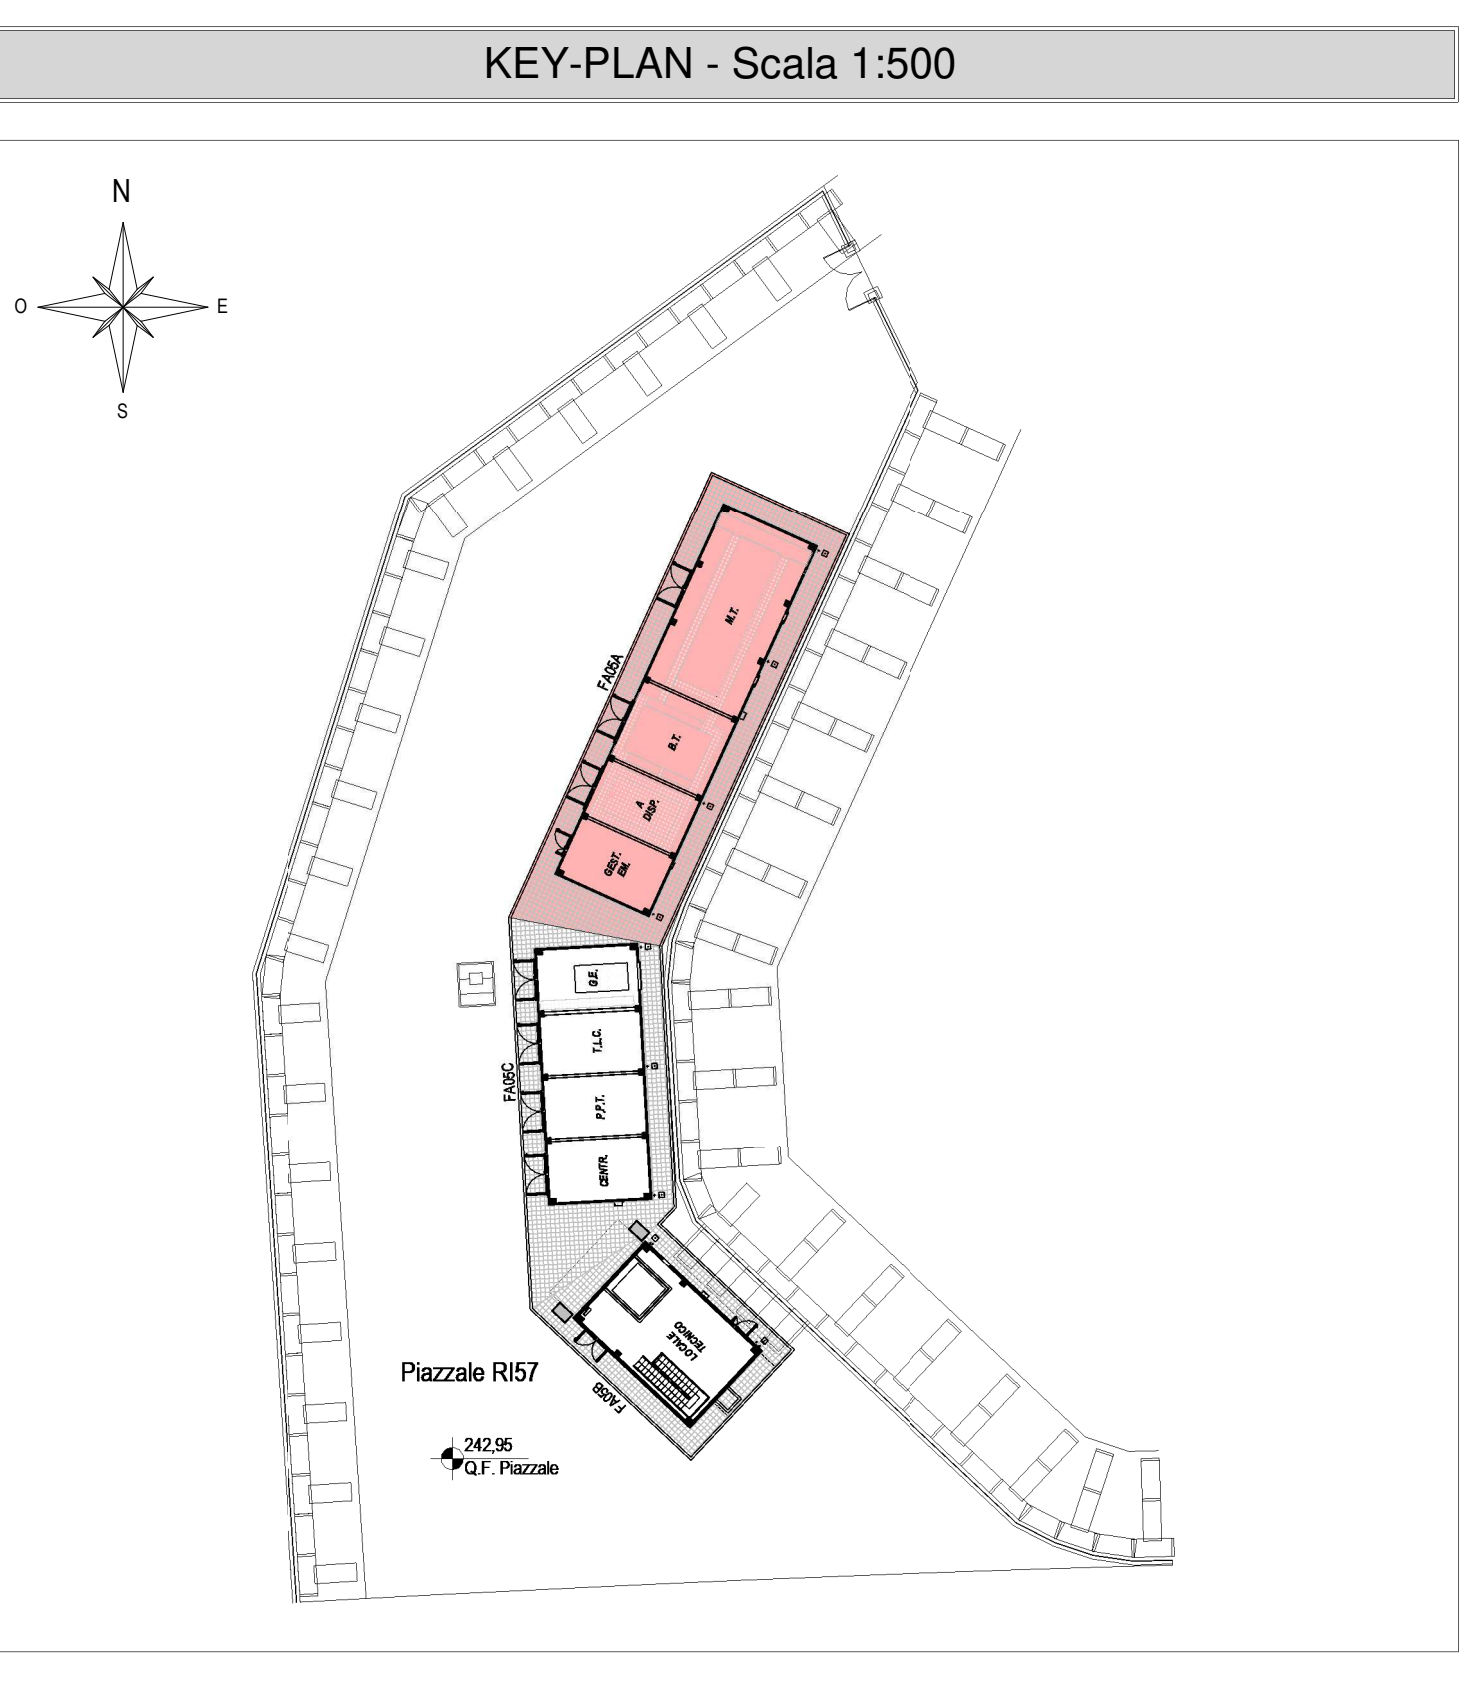 KEY-PLAN - Scala 1:500
N
O
E
S
M.T.
FA05A
B.T.
A
DISP.
GEST.
EM.
G.E.
T.L.C.
FA05C
P.P.T.
CENTR.
LOCALE
TECNICO
Piazzale RI57
FA05B
242,95
Q.F. Piazzale